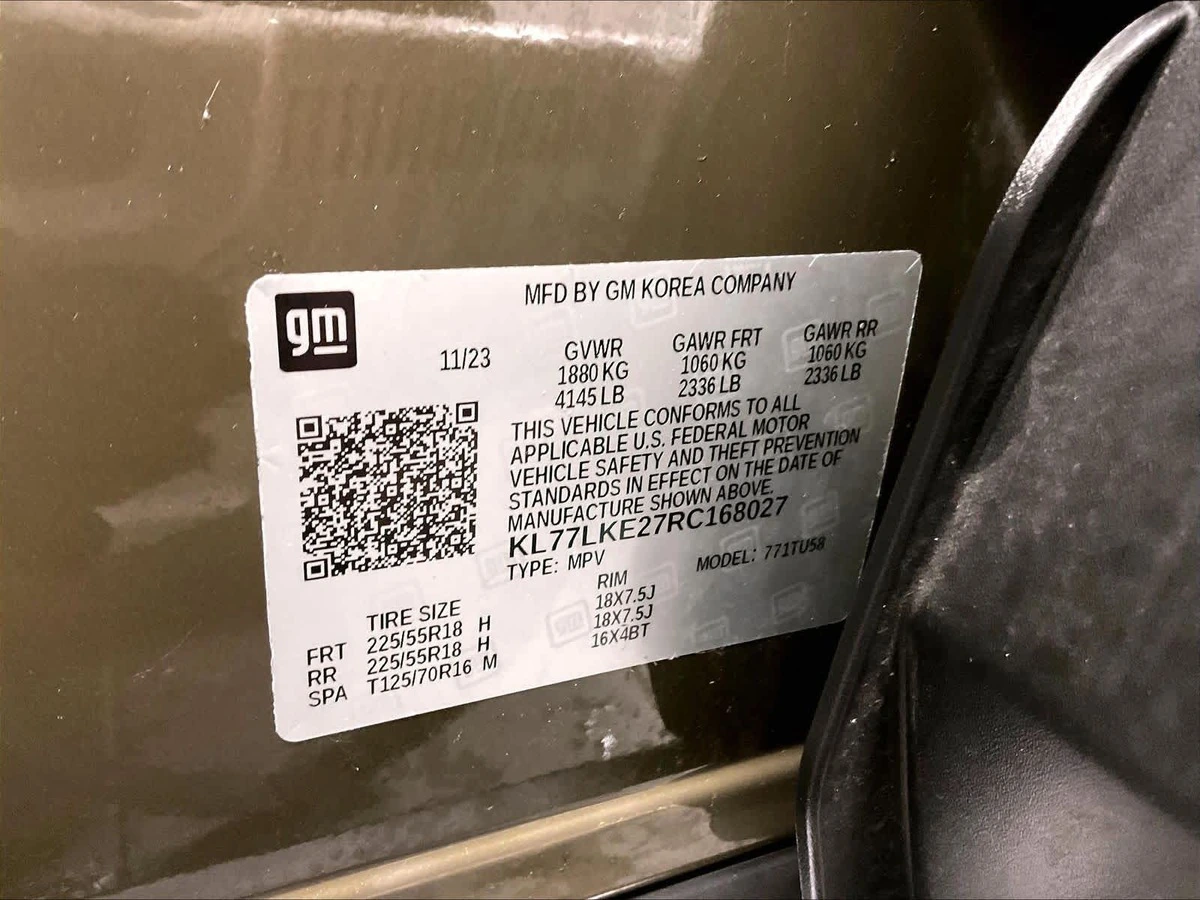 gm
MFD BY GM KOREA COMPANY
11/23
GVWR GAWR FRT GAWR RR
1880 KG 1060 KG 1060 KG
4145 LB 2336 LB 2336 LB
THIS VEHICLE CONFORMS TO ALL
APPLICABLE U.S. FEDERAL MOTOR
VEHICLE SAFETY AND THEFT PREVENTION
STANDARDS IN EFFECT ON THE DATE OF
MANUFACTURE SHOWN ABOVE.
KL77LKE27RC168027
TYPE: MPV MODEL: 771TU58
TIRE SIZE RIM
FRT 225/55R18 H 18X7.5J
RR 225/55R18 H 18X7.5J
SPA T125/70R16 M 16X4BT